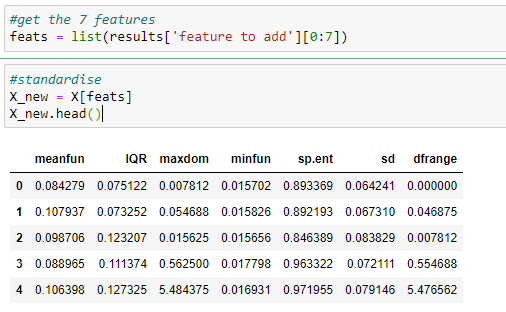 #get the 7 features
feats = list(results['feature to add'][0:7])
#standardise
X_new = X[feats]
X_new.head()
meanfun IQR maxdom minfun sp.ent sd dfrange
0 0.084279 0.075122 0.007812 0.015702 0.893369 0.064241 0.000000
1 0.107937 0.073252 0.054688 0.015826 0.892193 0.067310 0.046875
2 0.098706 0.123207 0.015625 0.015656 0.846389 0.083829 0.007812
3 0.088965 0.111374 0.562500 0.017798 0.963322 0.072111 0.554688
4 0.106398 0.127325 5.484375 0.016931 0.971955 0.079146 5.476562